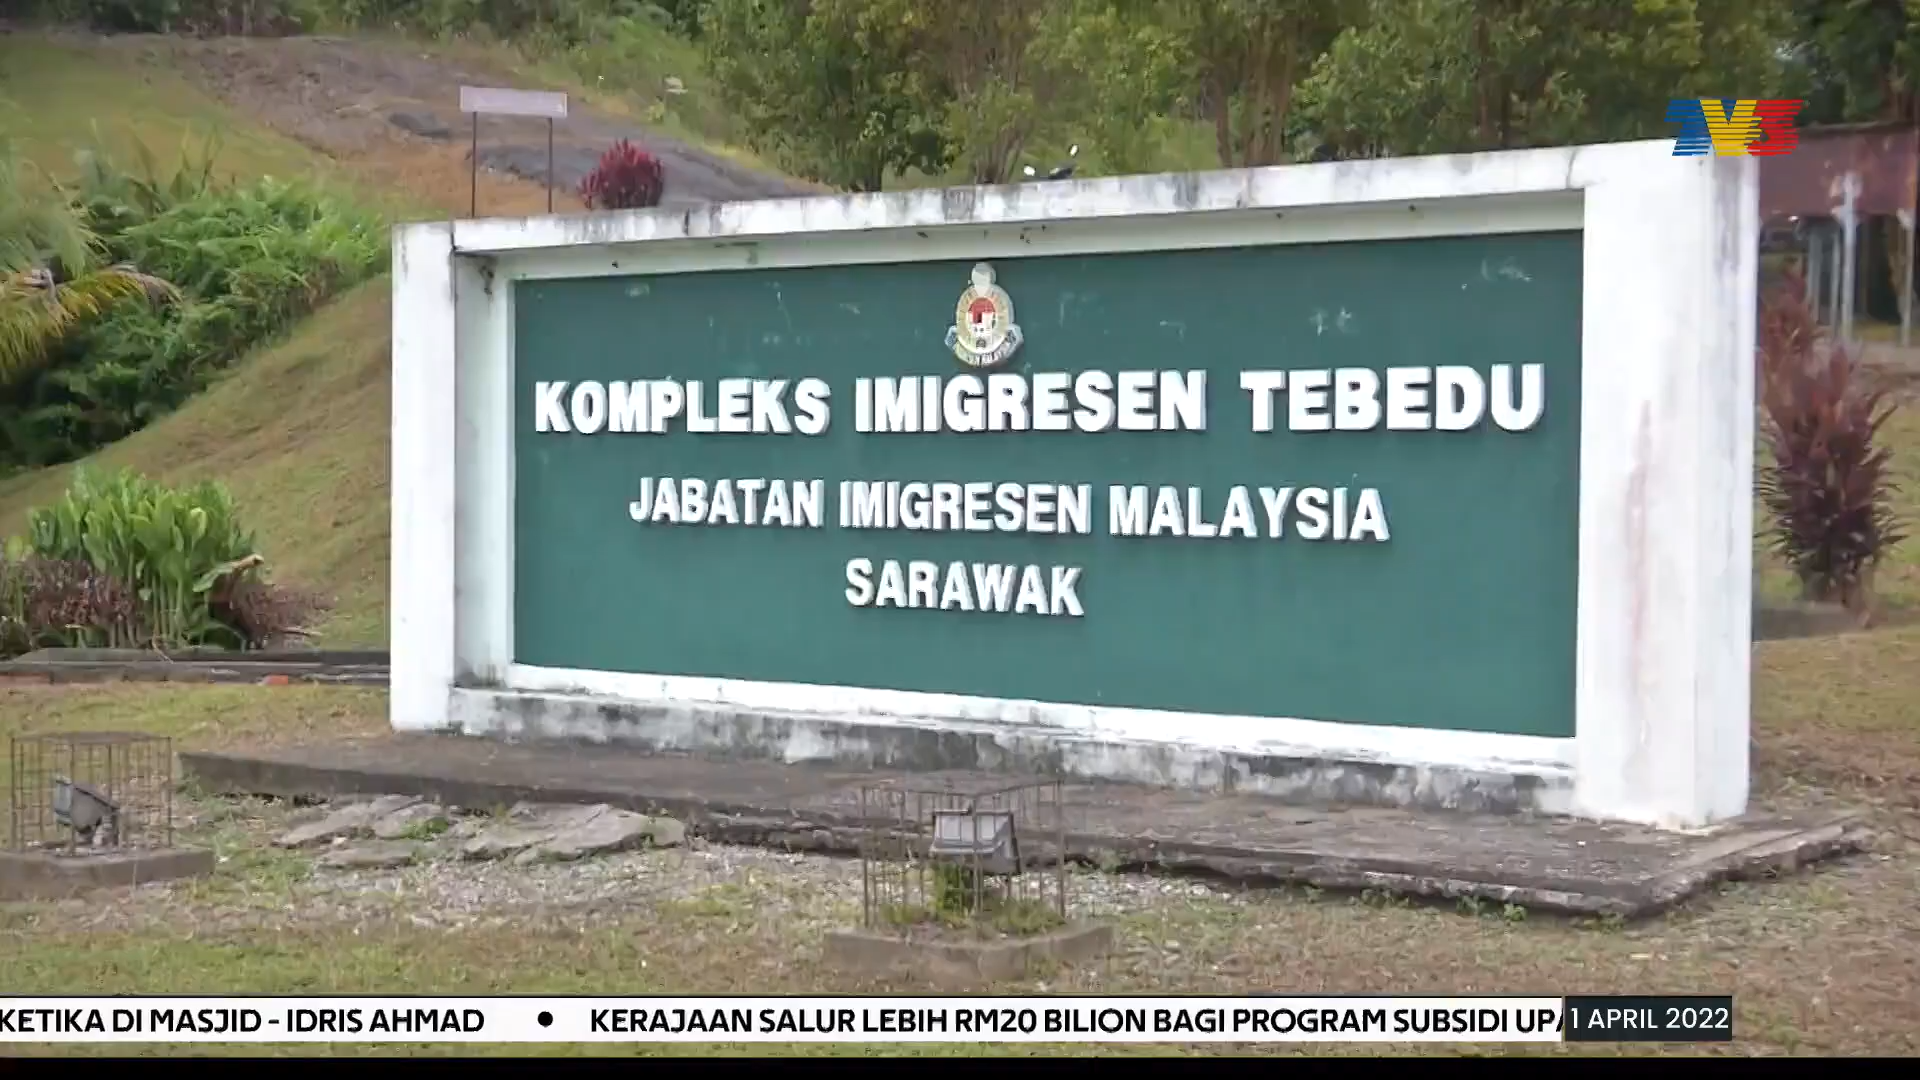 TV3
KOMPLEKS IMIGRESEN TEBEDU
JABATAN IMIGRESEN MALAYSIA
SARAWAK
KETIKA DI MASJID - IDRIS AHMAD • KERAJAAN SALUR LEBIH RM20 BILION BAGI PROGRAM SUBSIDI
1 APRIL 2022